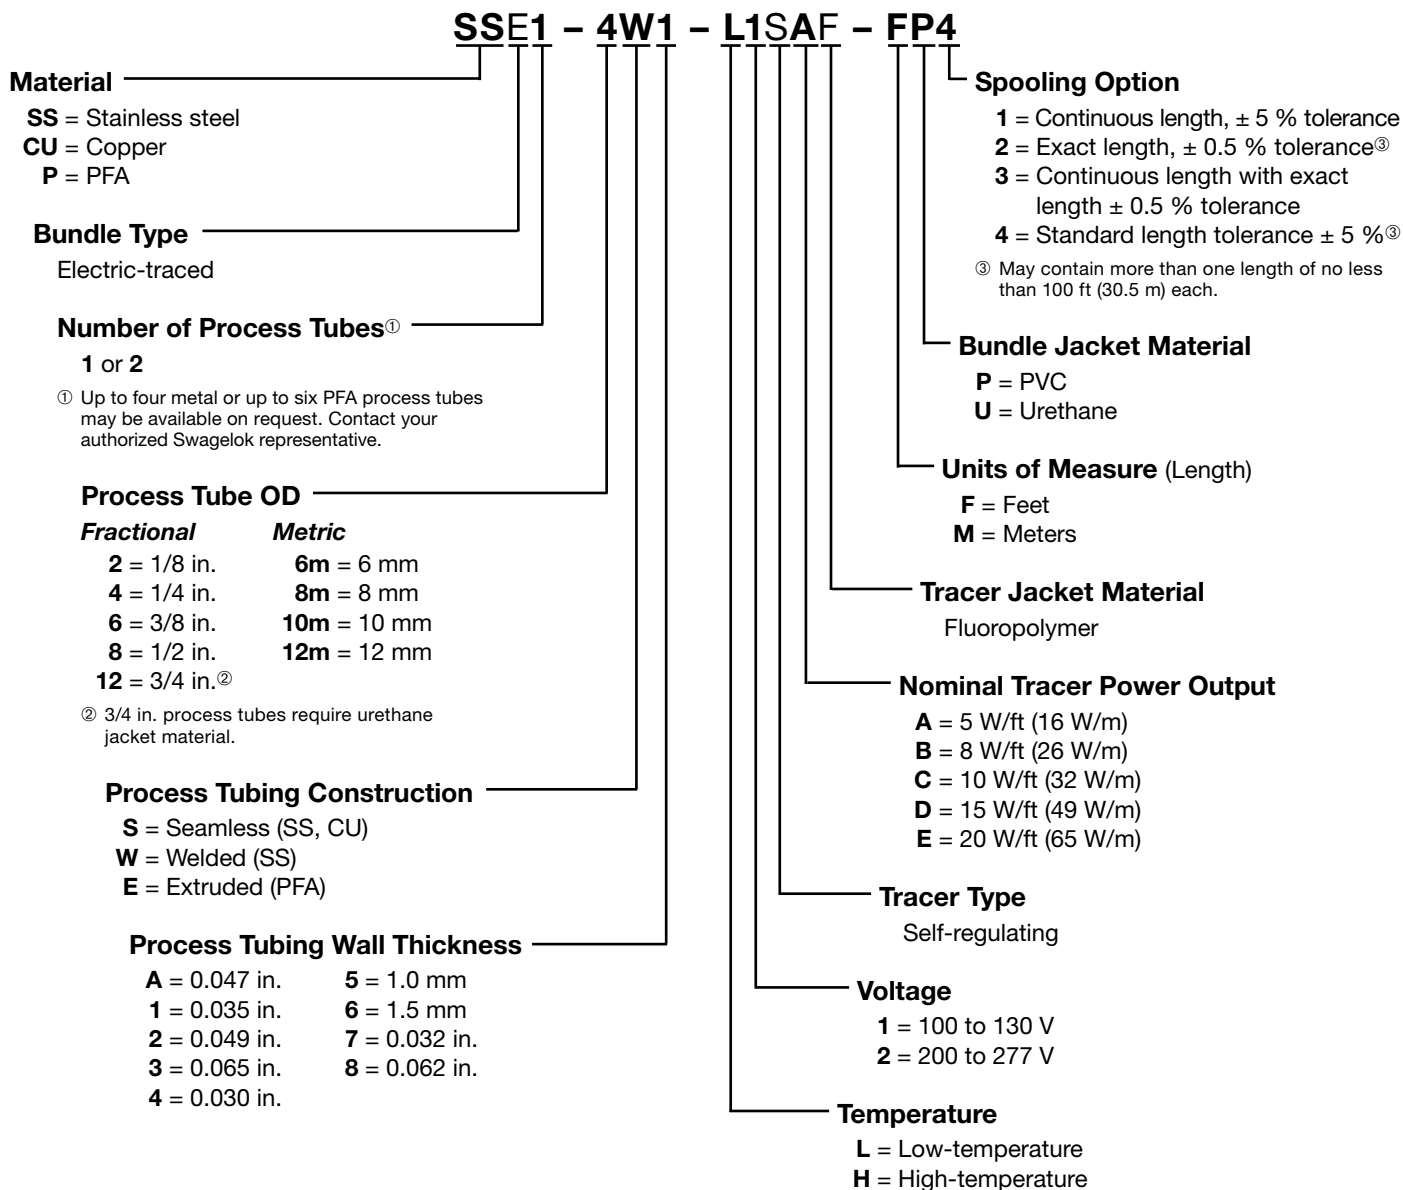 SSE1 – 4W1 – L1SAF – FP4
Material
SS = Stainless steel
CU = Copper
P = PFA
Bundle Type
Electric-traced
Number of Process Tubes①
1 or 2
① Up to four metal or up to six PFA process tubes
may be available on request. Contact your
authorized Swagelok representative.
Process Tube OD
Fractional Metric
2 = 1/8 in. 6m = 6 mm
4 = 1/4 in. 8m = 8 mm
6 = 3/8 in. 10m = 10 mm
8 = 1/2 in. 12m = 12 mm
12 = 3/4 in.②
② 3/4 in. process tubes require urethane
jacket material.
Process Tubing Construction
S = Seamless (SS, CU)
W = Welded (SS)
E = Extruded (PFA)
Process Tubing Wall Thickness
A = 0.047 in. 5 = 1.0 mm
1 = 0.035 in. 6 = 1.5 mm
2 = 0.049 in. 7 = 0.032 in.
3 = 0.065 in. 8 = 0.062 in.
4 = 0.030 in.
Spooling Option
1 = Continuous length, ± 5 % tolerance
2 = Exact length, ± 0.5 % tolerance③
3 = Continuous length with exact
length ± 0.5 % tolerance
4 = Standard length tolerance ± 5 %③
③ May contain more than one length of no less
than 100 ft (30.5 m) each.
Bundle Jacket Material
P = PVC
U = Urethane
Units of Measure (Length)
F = Feet
M = Meters
Tracer Jacket Material
Fluoropolymer
Nominal Tracer Power Output
A = 5 W/ft (16 W/m)
B = 8 W/ft (26 W/m)
C = 10 W/ft (32 W/m)
D = 15 W/ft (49 W/m)
E = 20 W/ft (65 W/m)
Tracer Type
Self-regulating
Voltage
1 = 100 to 130 V
2 = 200 to 277 V
Temperature
L = Low-temperature
H = High-temperature